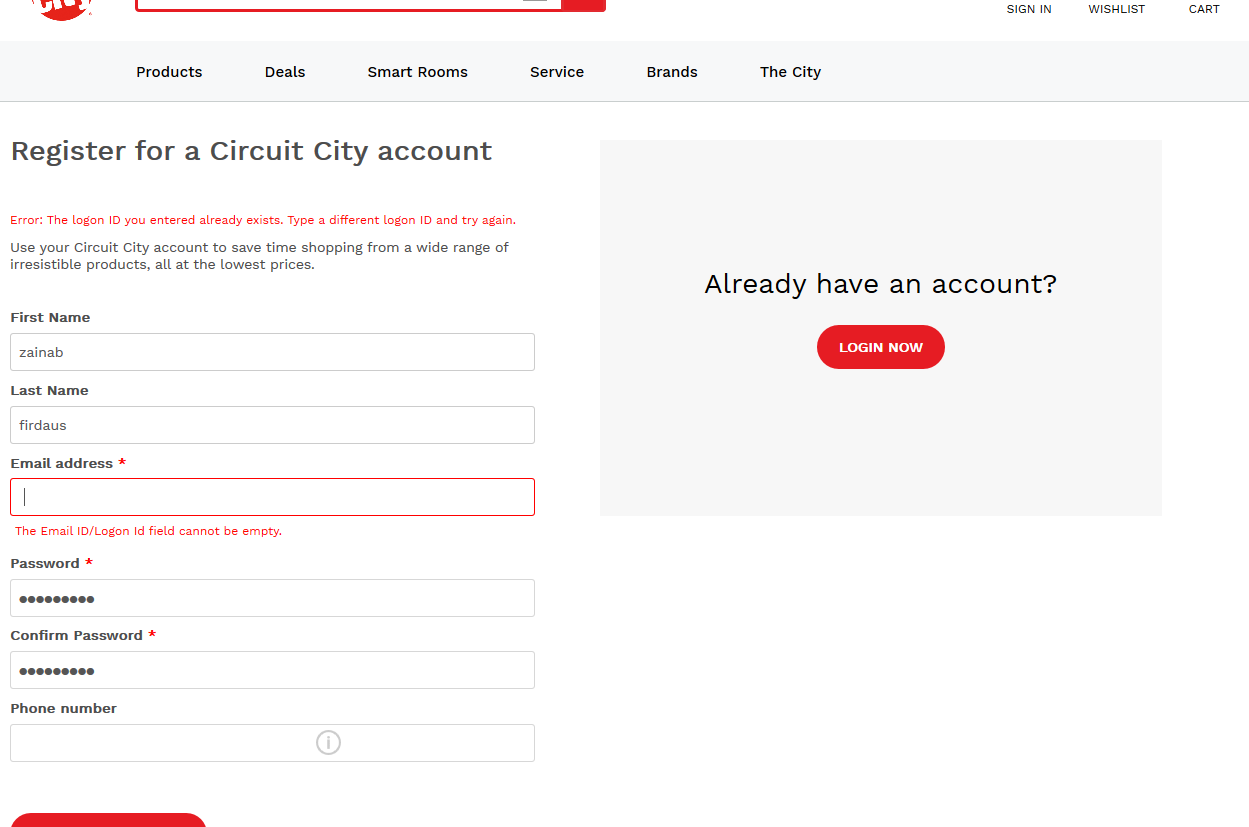 City
SIGN IN WISHLIST CART
Products Deals Smart Rooms Service Brands The City
Register for a Circuit City account
Error: The logon ID you entered already exists. Type a different logon ID and try again.
Use your Circuit City account to save time shopping from a wide range of
irresistible products, all at the lowest prices.
First Name
zainab
Last Name
firdaus
Email address *
The Email ID/Logon Id field cannot be empty.
Password *
●●●●●●●●●
Confirm Password *
●●●●●●●●●
Phone number
Already have an account?
LOGIN NOW